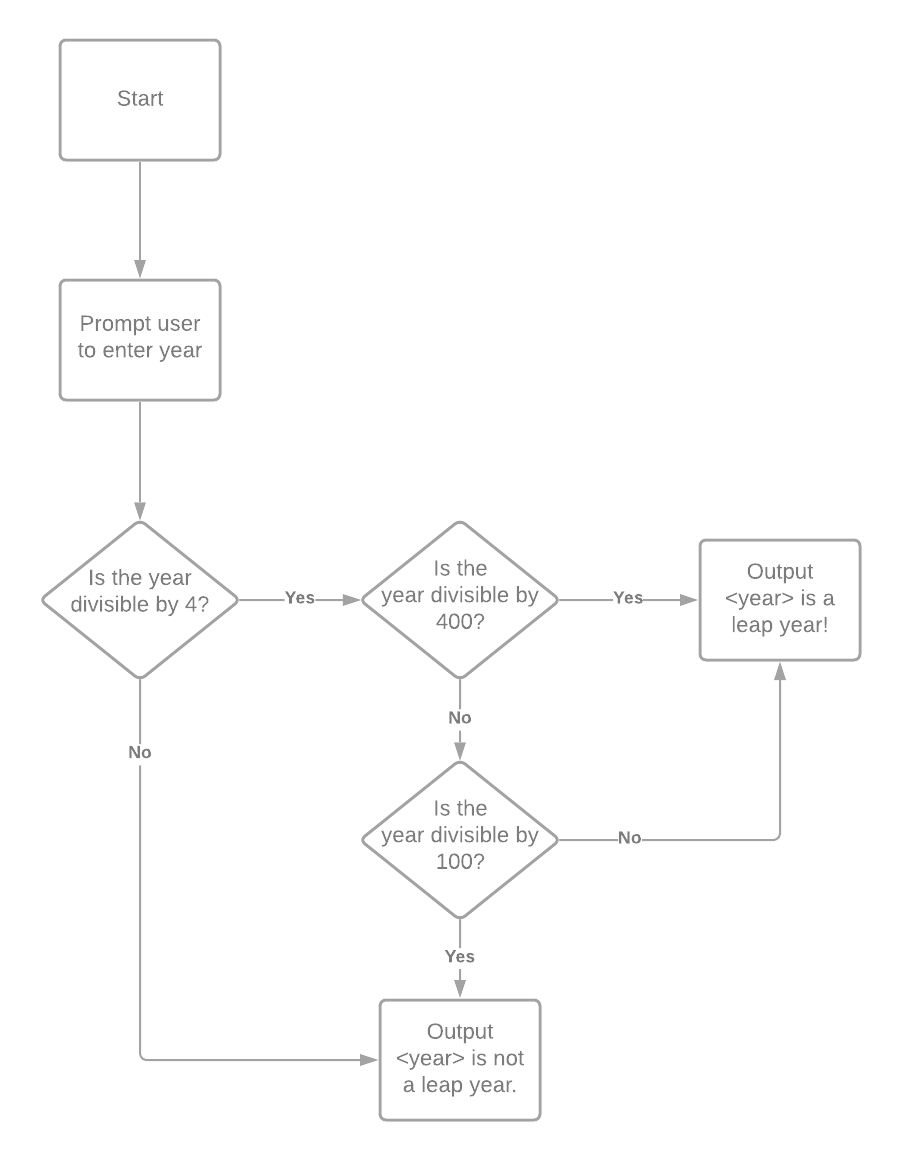 Start
Prompt user
to enter year
Is the year
divisible by 4?
Yes
Is the
year divisible by
400?
Yes
Output
<year> is a
leap year!
No
No
Is the
year divisible by
100?
No
Yes
Output
<year> is not
a leap year.